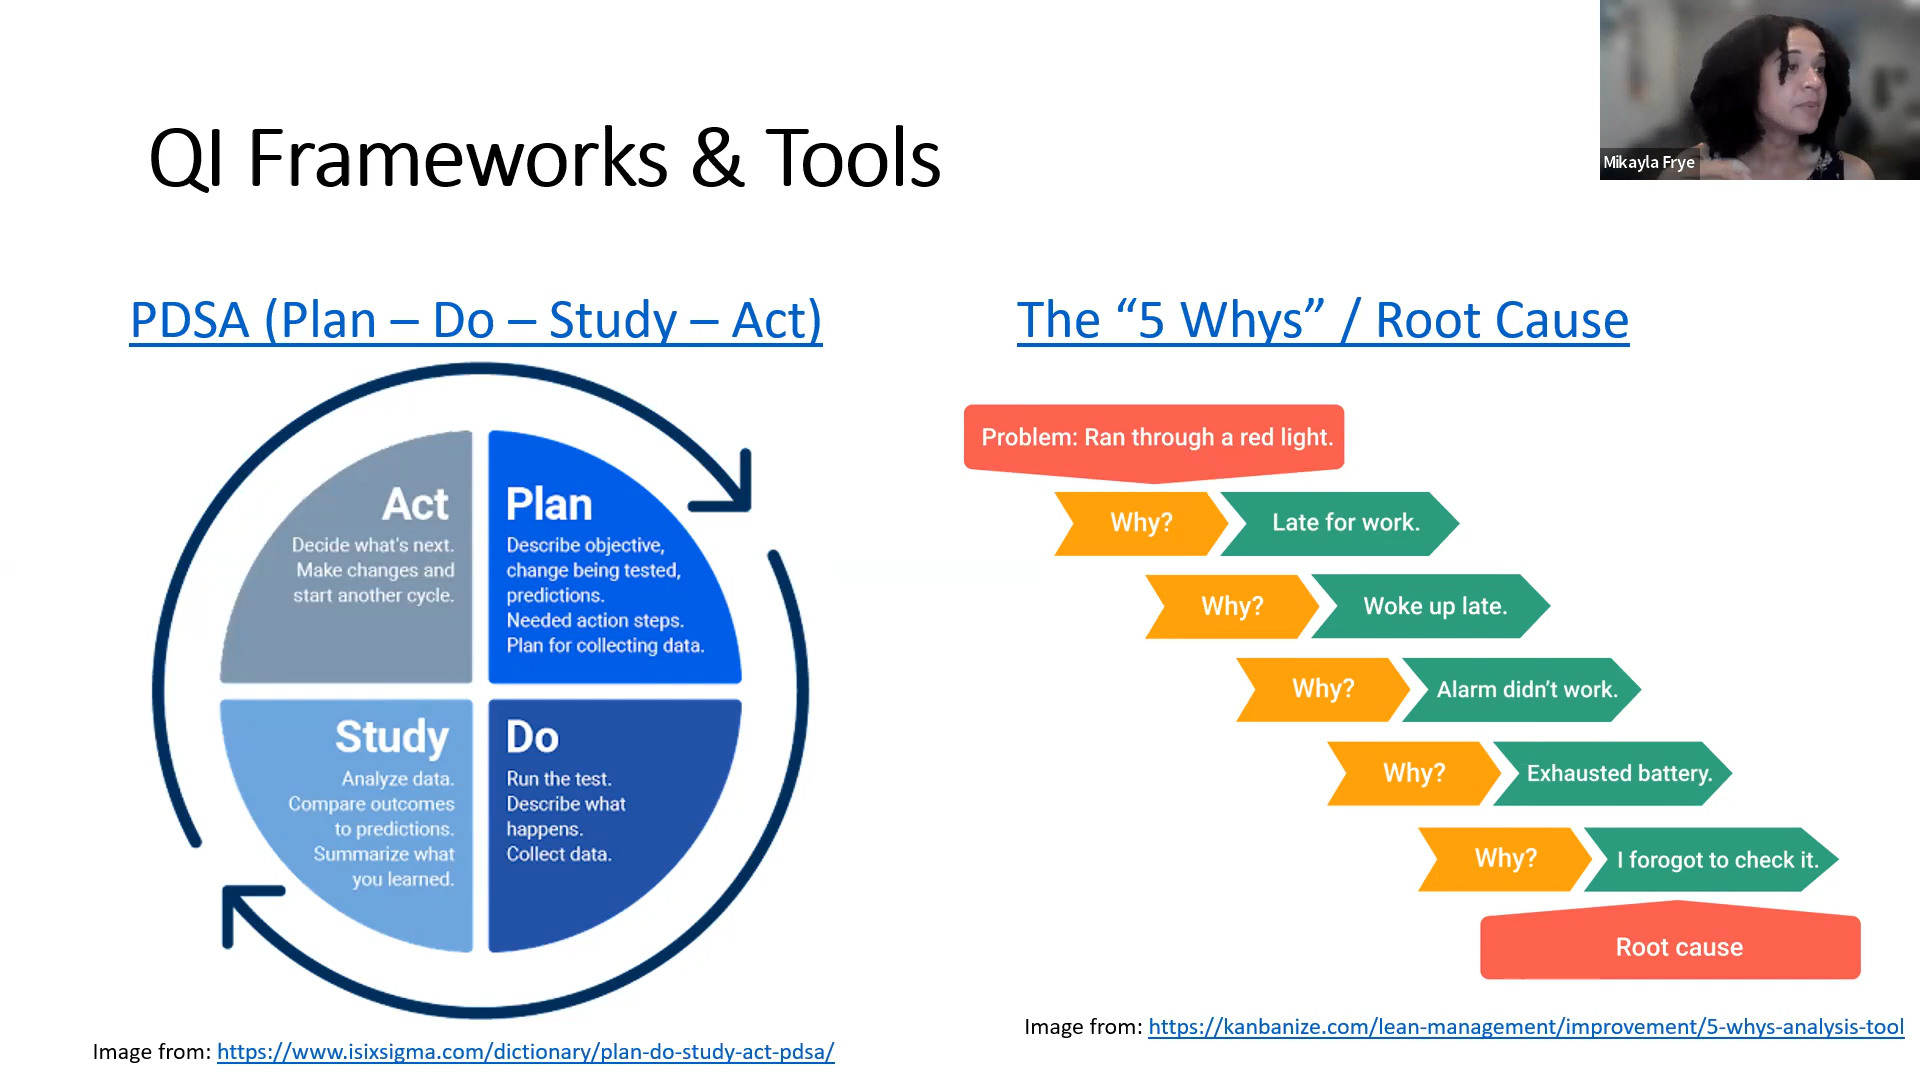 QI Frameworks & Tools
Mikayla Frye
PDSA (Plan – Do – Study – Act)
Act
Decide what's next.
Make changes and
start another cycle.
Plan
Describe objective,
change being tested,
predictions.
Needed action steps.
Plan for collecting data.
Study
Analyze data.
Compare outcomes
to predictions.
Summarize what
you learned.
Do
Run the test.
Describe what
happens.
Collect data.
Image from: https://www.isixsigma.com/dictionary/plan-do-study-act-pdsa/
The “5 Whys” / Root Cause
Problem: Ran through a red light.
Why? Late for work.
Why? Woke up late.
Why? Alarm didn’t work.
Why? Exhausted battery.
Why? I forogot to check it.
Root cause
Image from: https://kanbanize.com/lean-management/improvement/5-whys-analysis-tool